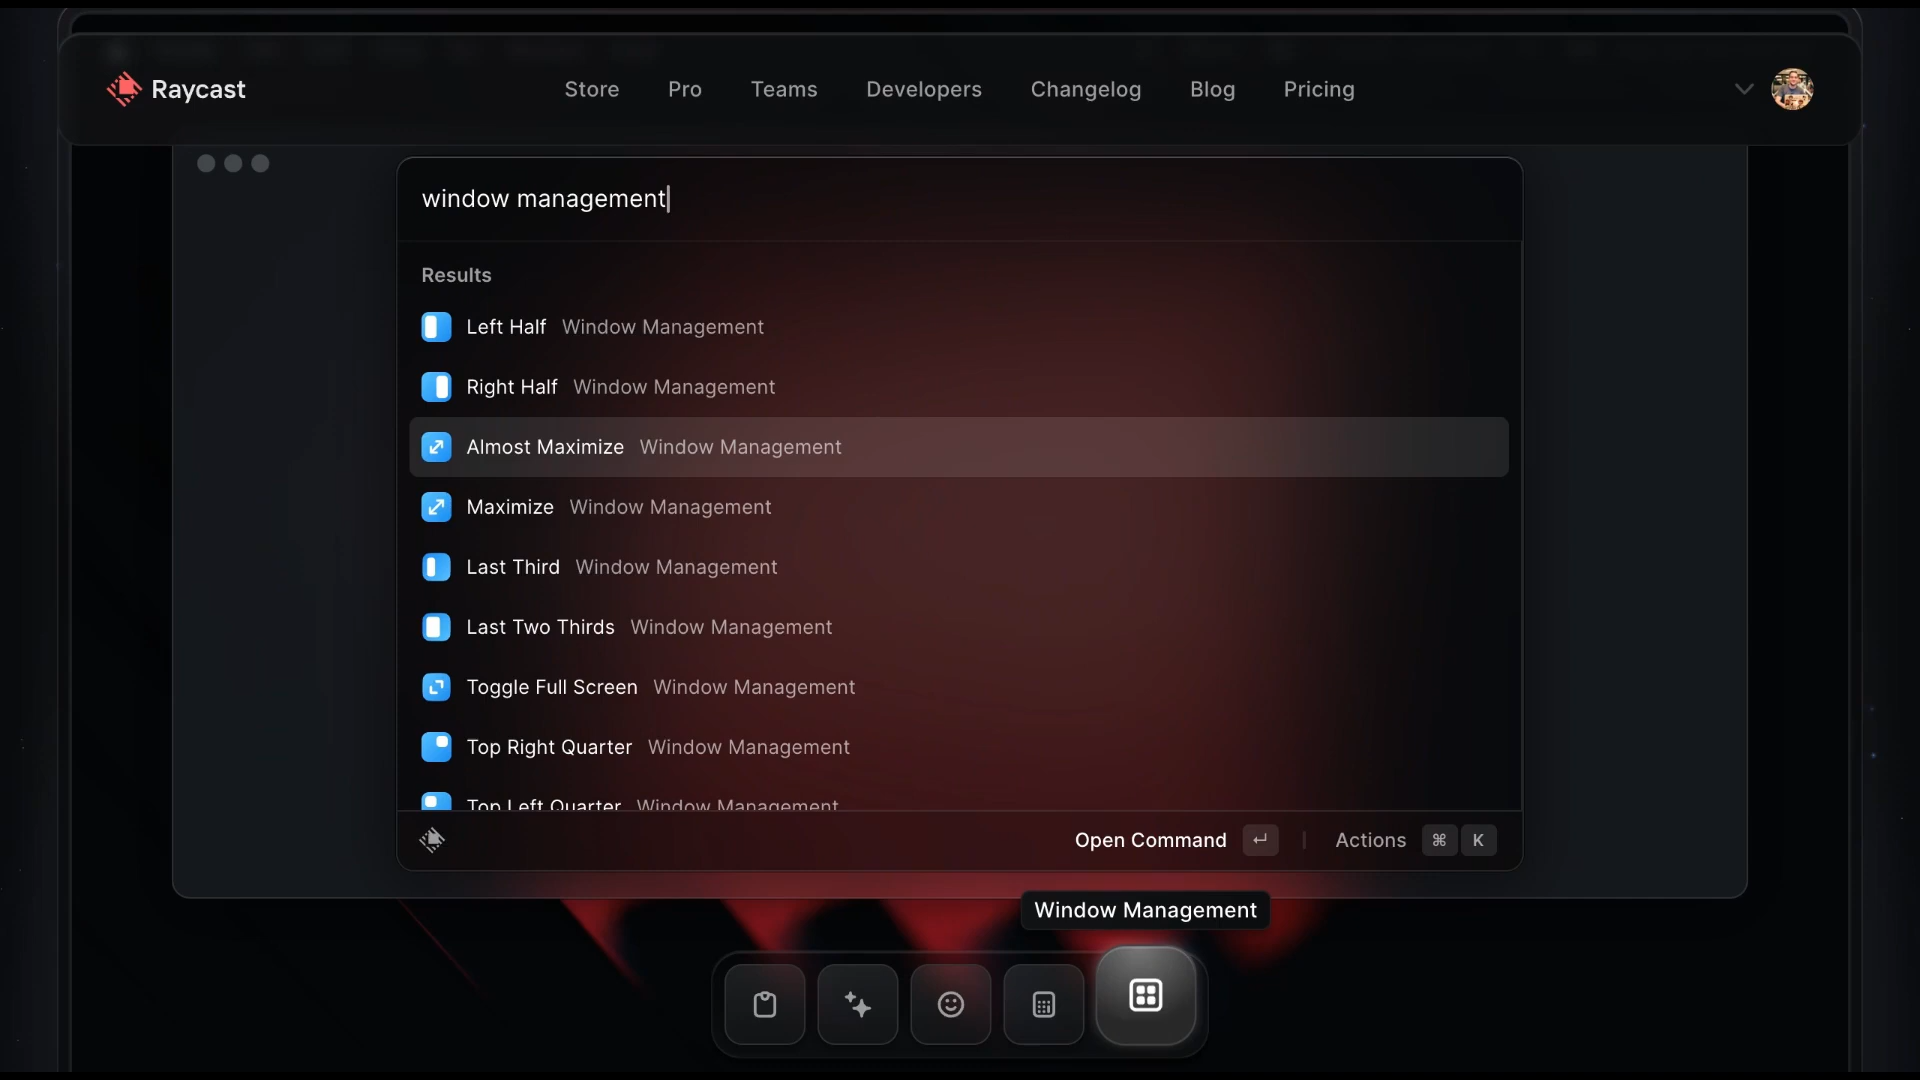 Raycast
Store Pro Teams Developers Changelog Blog Pricing
window management
Results
Left Half Window Management
Right Half Window Management
Almost Maximize Window Management
Maximize Window Management
Last Third Window Management
Last Two Thirds Window Management
Toggle Full Screen Window Management
Top Right Quarter Window Management
Top Left Quarter Window Management
Open Command ↵ Actions ⌘ K
Window Management